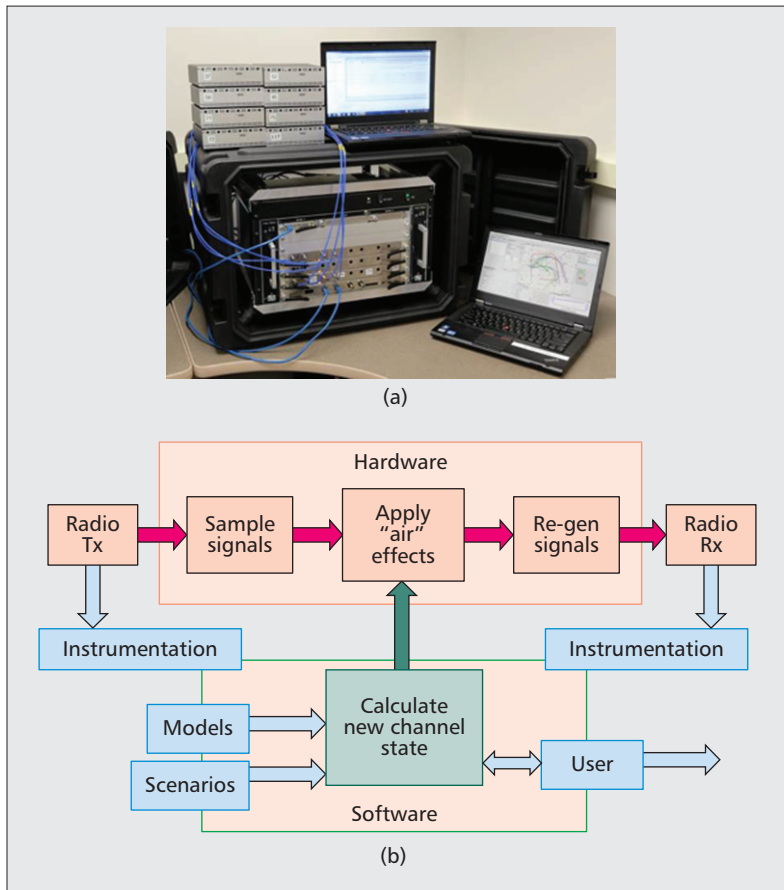 (a)
Hardware
Radio
Tx
Sample
signals
Apply
"air"
effects
Re-gen
signals
Radio
Rx
Instrumentation
Instrumentation
Models
Scenarios
Calculate
new channel
state
User
Software
(b)